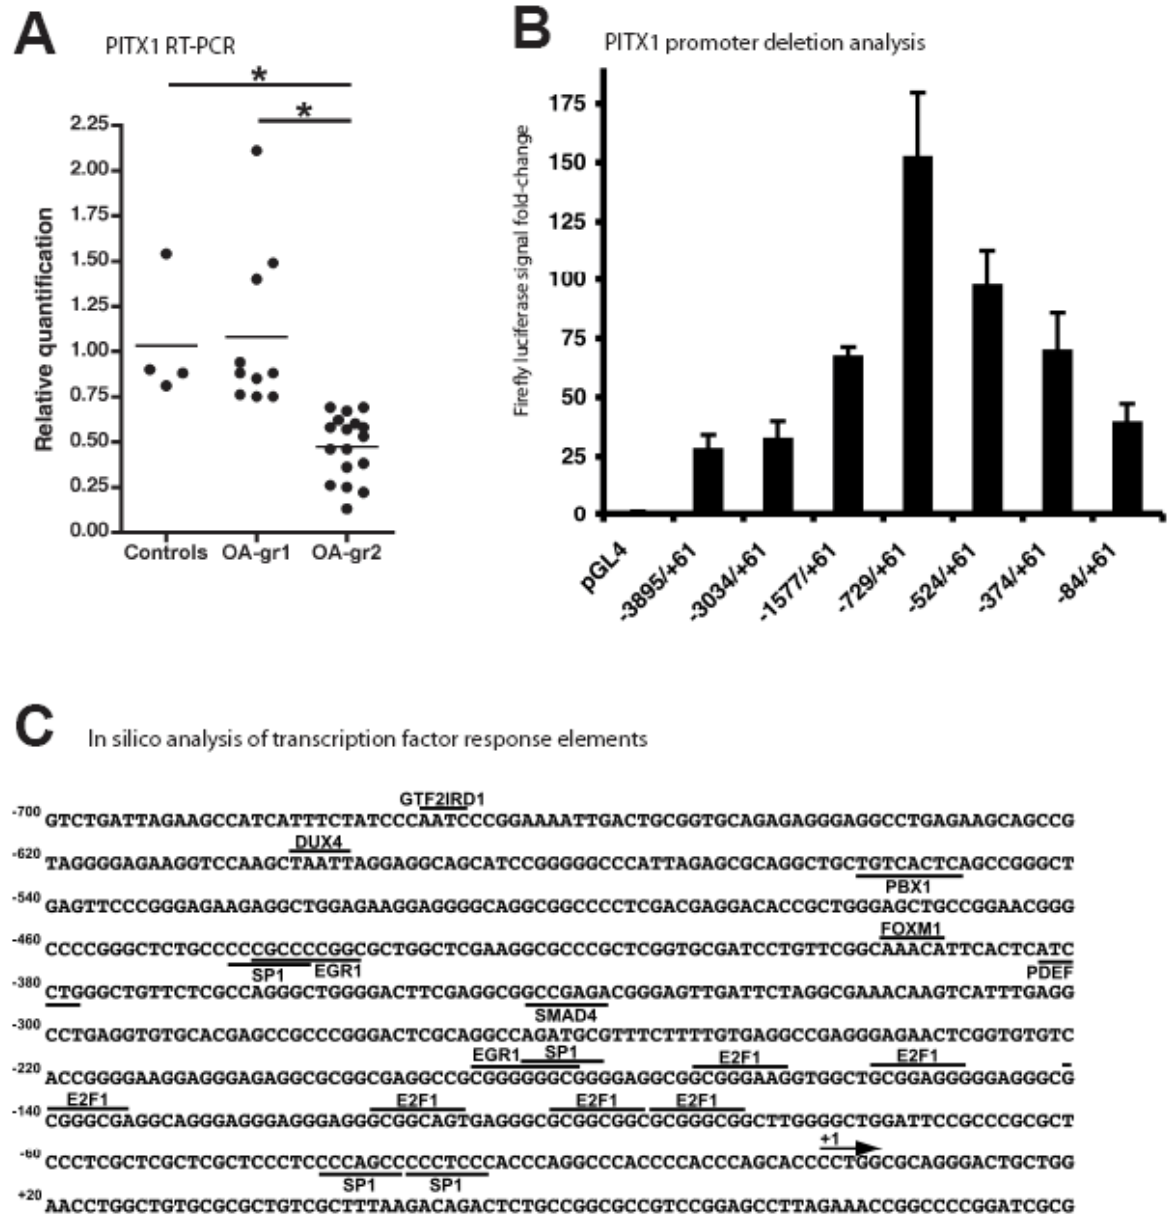 A
PITX1 RT-PCR
*
*
2.25
2.00
1.75
1.50
1.25
1.00
0.75
0.50
0.25
0.00
Relative quantification
Controls OA-gr1 OA-gr2
B
PITX1 promoter deletion analysis
175
150
125
100
75
50
25
0
Firefly luciferase signal fold-change
pGL4
-3895/+61
-3034/+61
-1577/+61
-729/+61
-524/+61
-374/+61
-84/+61
C
In silico analysis of transcription factor response elements
GTF2IRD1
-700 GTCTGATTAGAAGCCATCATTTCTATCCCAATCCCGGAAAATTGACTGCGGTGCAGAGAGGGAGGCCTGAGAAGCAGCCG
DUX4
-620 TAGGGGAGAAGGTCCAAGCTAATTAGGAGGCAGCATCCGGGGGCCCATTAGAGCGCAGGCTGCTGTCACTCAGCCGGGCT
PBX1
-540 GAGTTCCCGGGAGAAGAGGCTGGAGAAGGAGGGGCAGGCGGCCCCTCGACGAGGACACCGCTGGGAGCTGCCGGAACGGG
FOXM1
-460 CCCCGGGCTCTGCCCCCGCCCCGGCGCTGGCTCGAAGGCGCCCGCTCGGTGCGATCCTGTTCGGCAAACATTCACTCATC
SP1 EGR1 PDEF
-380 CTGGGCTGTTCTCGCCAGGGCTGGGGACTTCGAGGCGGCCGAGACGGGAGTTGATTCTAGGCGAAACAAGTCATTTGAGG
SMAD4
-300 CCTGAGGTGTGCACGAGCCGCCCGGGACTCGCAGGCCAGATGCGTTTCTTTTGTGAGGCCGAGGGAGAACTCGGTGTGTC
EGR1 SP1 E2F1 E2F1
-220 ACCGGGGAAGGAGGGAGAGGCGCGGCGAGGCCGCGGGGGGCGGGGAGGCGGCGGGAAGGTGGCTGCGGAGGGGGAGGGCG
E2F1 E2F1 E2F1 E2F1
-140 CGGGCGAGGCAGGGAGGGAGGGAGGGCGGCAGTGAGGGCGCGGCGGCGCGGGCGGCTTGGGGCTGGATTCCGCCCGCGCT
+1
-60 CCCTCGCTCGCTCGCTCCCTCCCCCAGCCCCCTCCCACCCAGGCCCACCCCACCCAGCACCCCTGGCGCAGGGACTGCTGG
SP1 SP1
+20 AACCTGGCTGTGCGCGCTGTCGCTTTAAGACAGACTCTGCCGGCGCCGTCCGGAGCCTTAGAAACCGGCCCCGGATCGCG